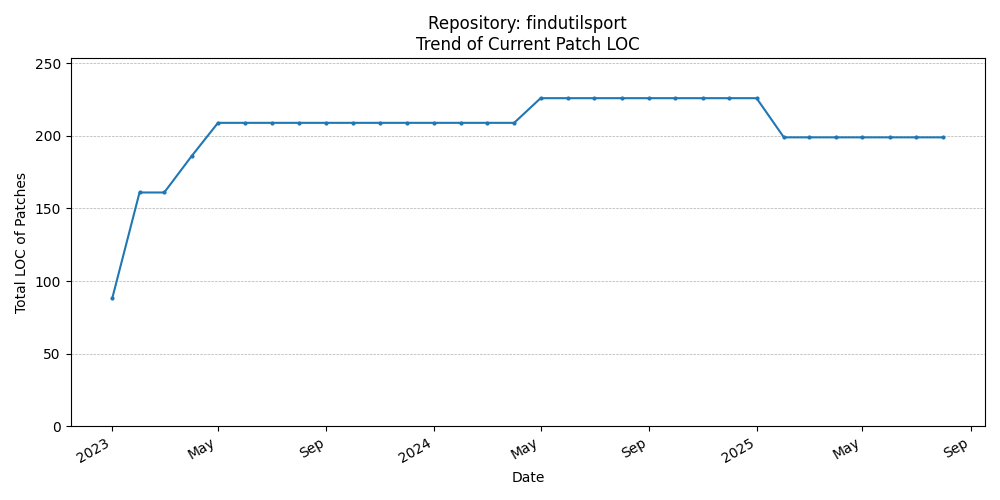 Repository: findutilsport
Trend of Current Patch LOC
Total LOC of Patches
250
200
150
100
50
0
2023
May
Sep
2024
May
Sep
2025
May
Sep
Date